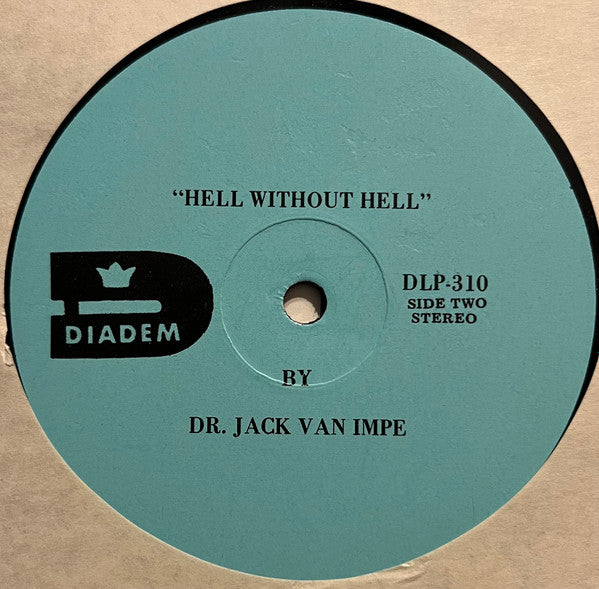 “HELL WITHOUT HELL”
DIADEM
DLP-310
SIDE TWO
STEREO
BY
DR. JACK VAN IMPE